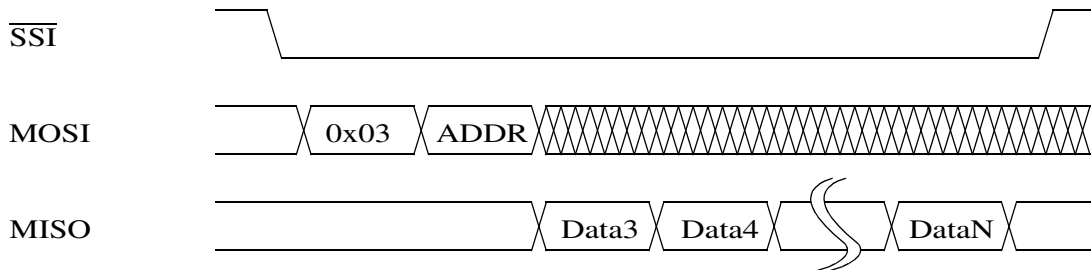 SSI
MOSI 0x03 ADDR
MISO Data3 Data4 DataN